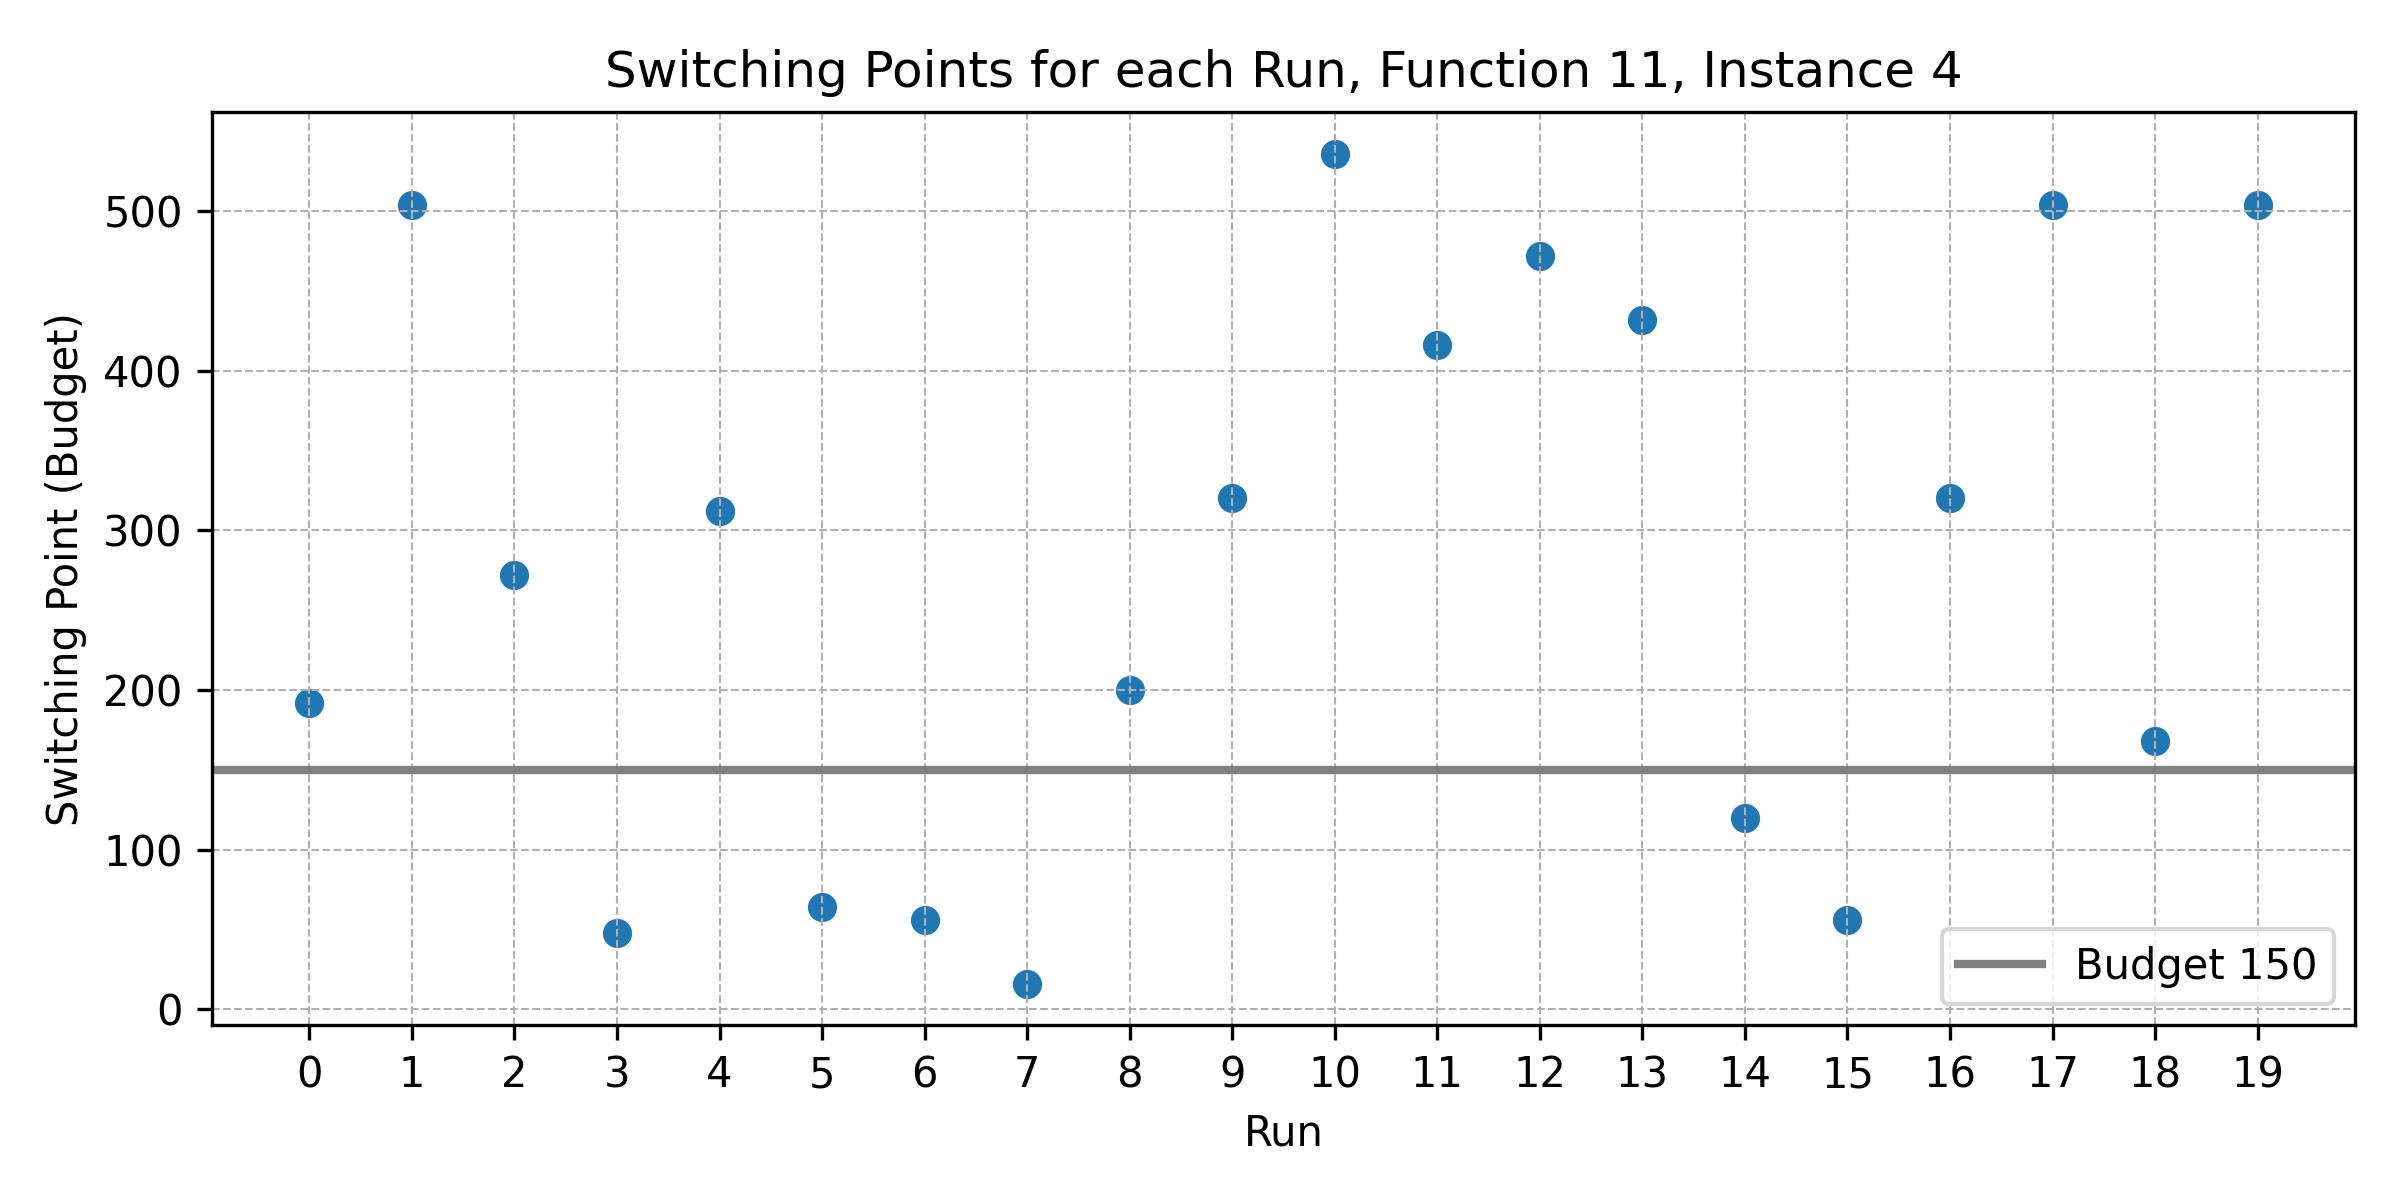 Switching Points for each Run, Function 11, Instance 4
Switching Point (Budget)
500
400
300
200
100
0
Budget 150
0 1 2 3 4 5 6 7 8 9 10 11 12 13 14 15 16 17 18 19
Run